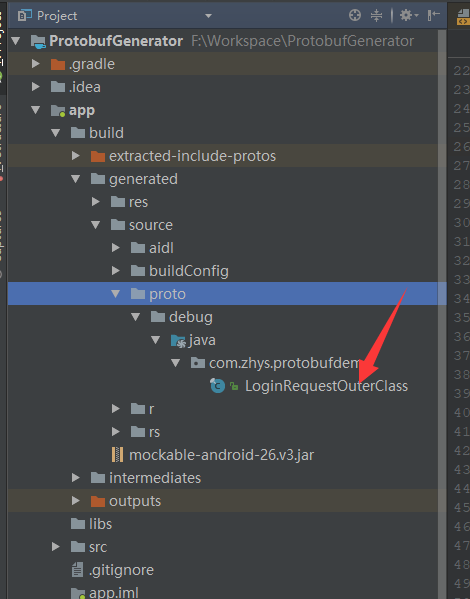 Project
ProtobufGenerator F:\Workspace\ProtobufGenerator
.gradle
.idea
app
build
extracted-include-protos
generated
res
source
aidl
buildConfig
proto
debug
java
com.zhys.protobufdem
LoginRequestOuterClass
r
rs
mockable-android-26.v3.jar
intermediates
outputs
libs
src
.gitignore
app.iml
22
23
24
25
26
27
28
29
30
31
32
33
34
35
36
37
38
39
40
41
42
43
44
45
46
47
48
49
50